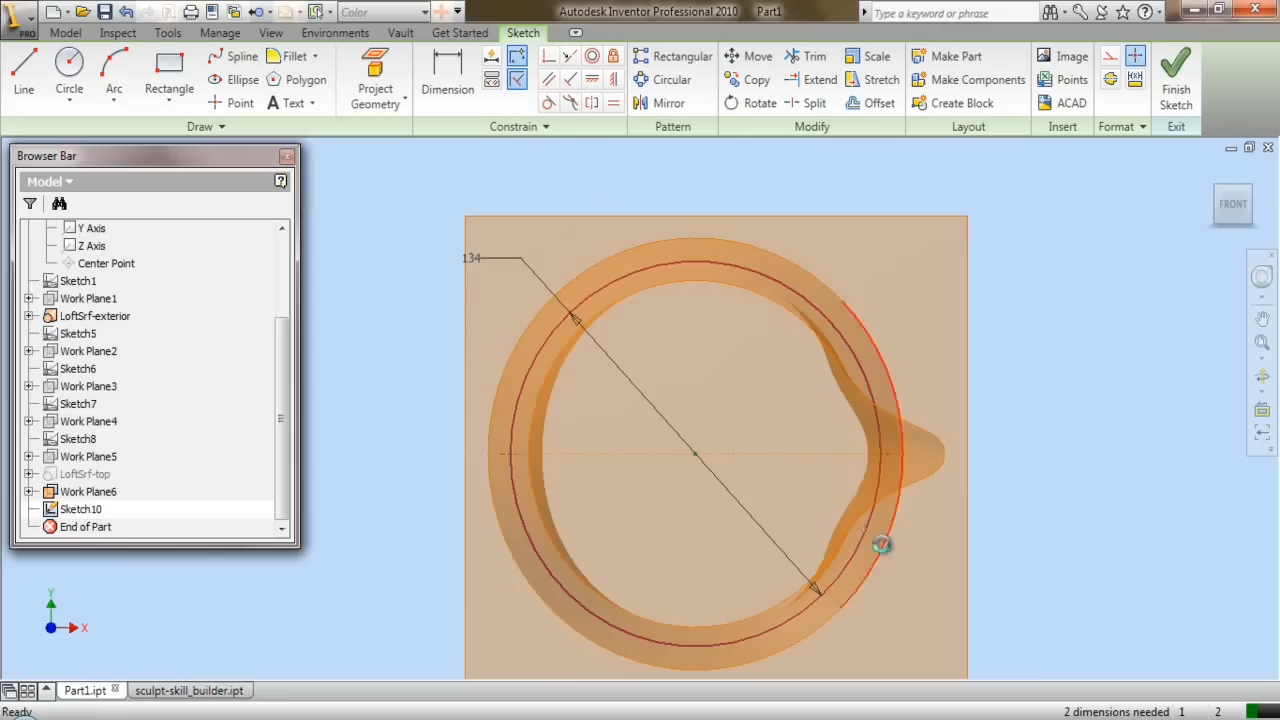 Color
Autodesk Inventor Professional 2010 Part1
Type a keyword or phrase
PRO
Model Inspect Tools Manage View Environments Vault Get Started Sketch
Line
Circle
Arc
Rectangle
Spline
Ellipse
Point
Fillet
Polygon
Text
Project Geometry
Dimension
Rectangular
Circular
Mirror
Move
Copy
Rotate
Trim
Extend
Split
Scale
Stretch
Offset
Make Part
Make Components
Create Block
Image
Points
ACAD
Finish Sketch
Draw Constrain Pattern Modify Layout Insert Format Exit
Browser Bar
Model
Y Axis
Z Axis
Center Point
Sketch1
Work Plane1
LoftSrf-exterior
Sketch5
Work Plane2
Sketch6
Work Plane3
Sketch7
Work Plane4
Sketch8
Work Plane5
LoftSrf-top
Work Plane6
Sketch10
End of Part
134
FRONT
Y
X
Part1.ipt sculpt-skill_builder.ipt
Ready 2 dimensions needed 1 2